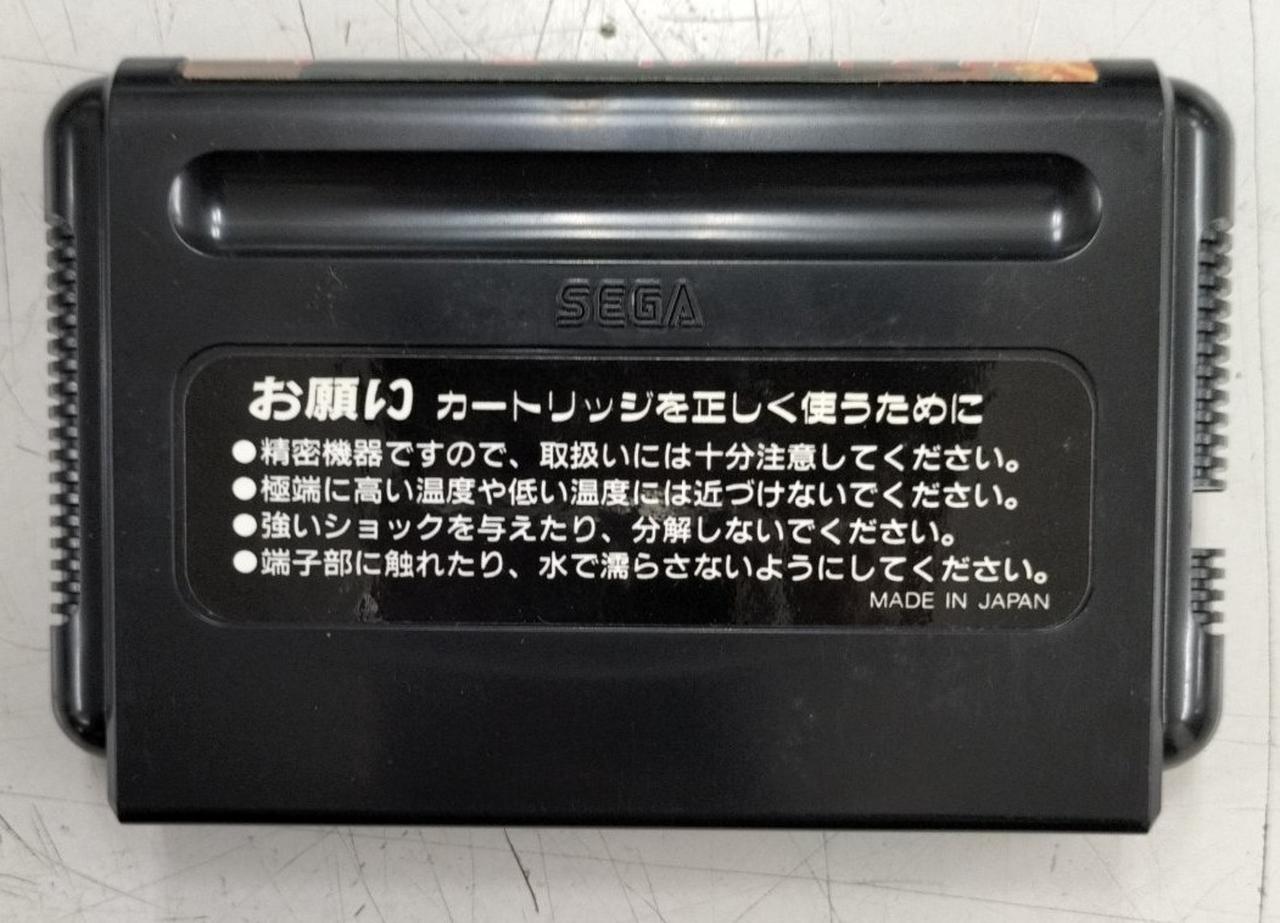 SEGA
お願い カートリッジを正しく使うために
●精密機器ですので、取扱いには十分注意してください。
●極端に高い温度や低い温度には近づけないでください。
●強いショックを与えたり、分解しないでください。
●端子部に触れたり、水で濡らさないようにしてください。
MADE IN JAPAN